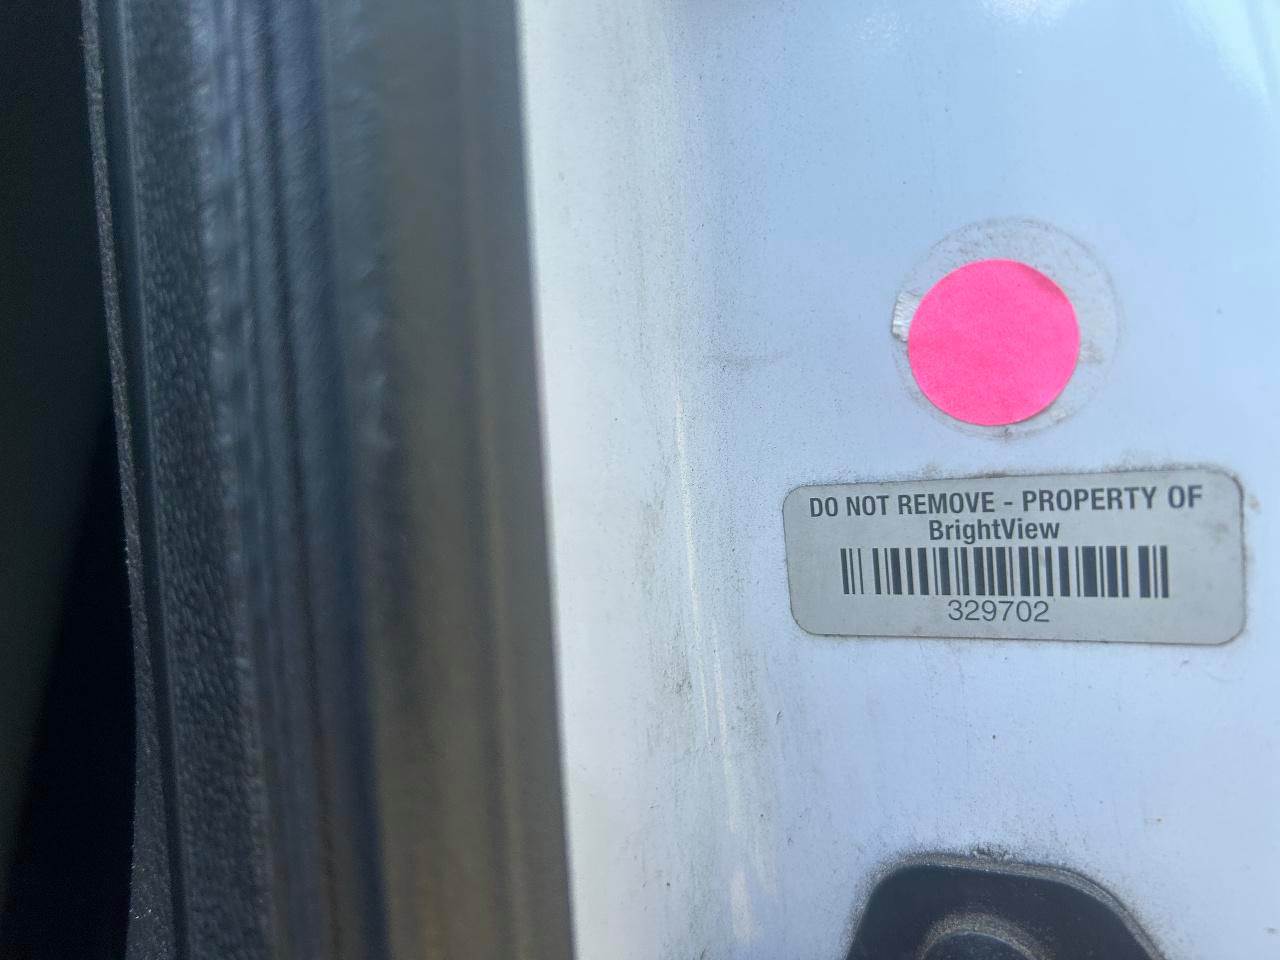 DO NOT REMOVE - PROPERTY OF
BrightView
329702